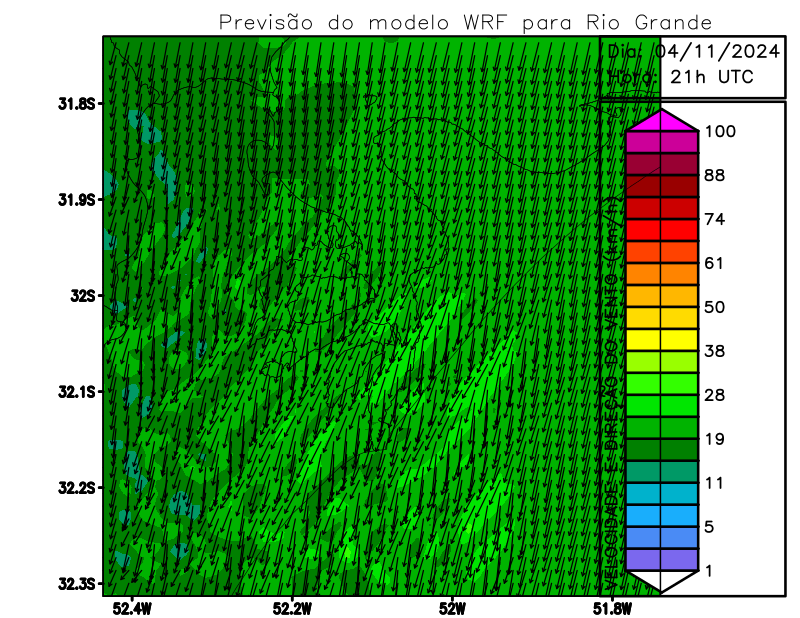 Previsão do modelo WRF para Rio Grande
Dia: 04/11/2024
Hora: 21h UTC
31.8S
31.9S
32S
32.1S
32.2S
32.3S
52.4W
52.2W
52W
51.8W
VELOCIDADE E DIREÇÃO DO VENTO (km/h)
100
88
74
61
50
38
28
19
11
5
1